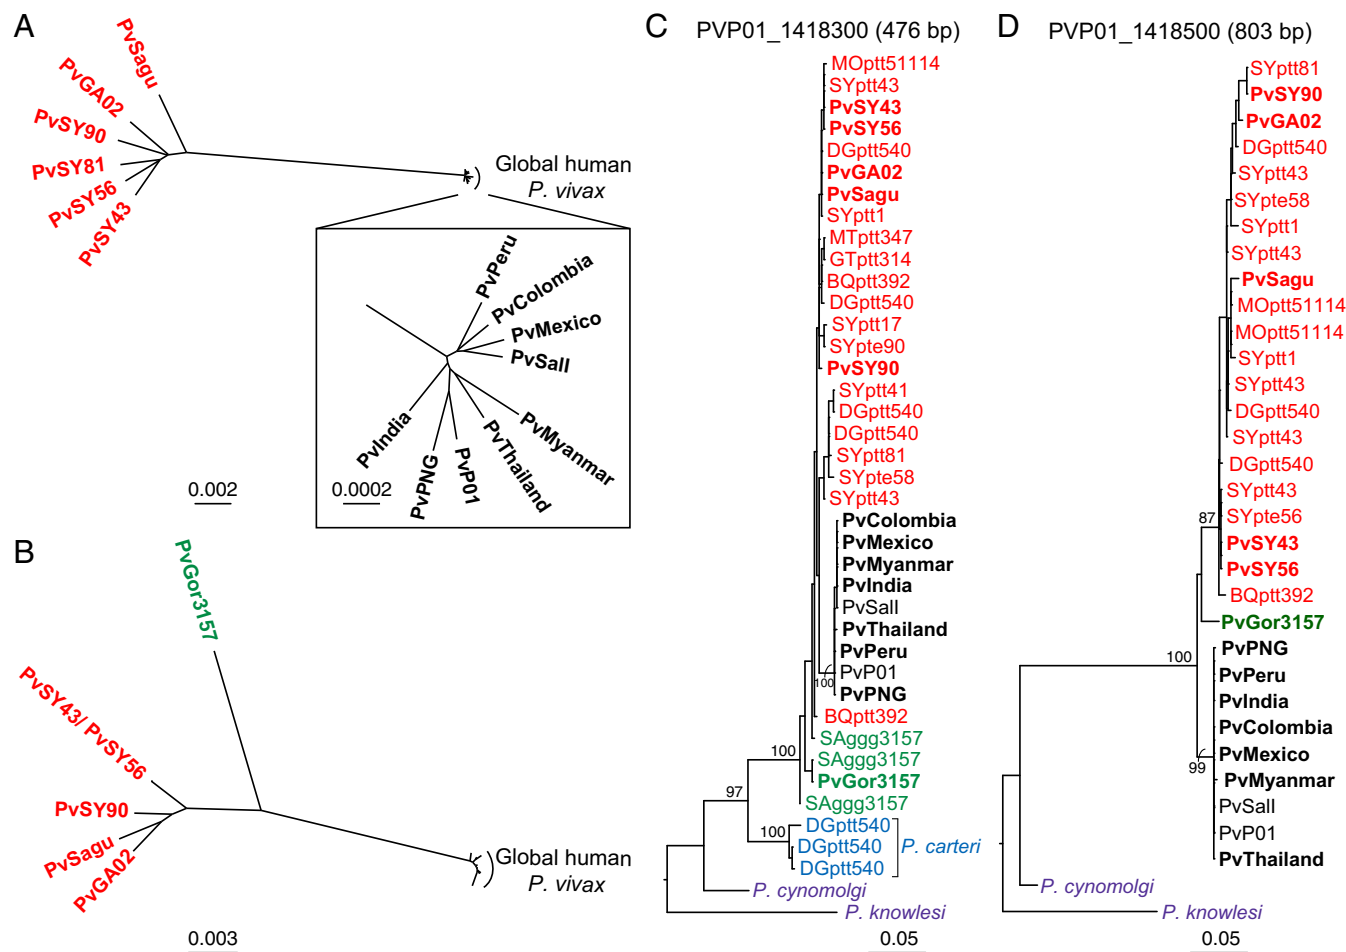 A
PvSagu
PvGA02
PvSY90
PvSY81
PvSY56
PvSY43
Global human
P. vivax
PvPeru
PvColombia
PvMexico
PvSalI
PvMyanmar
PvThailand
PvP01
PvPNG
PvIndia
0.002
0.0002
B
PvGor3157
PvSY43/ PvSY56
PvSY90
PvSagu
PvGA02
Global human
P. vivax
0.003
C PVP01_1418300 (476 bp)
MOptt51114
SYptt43
PvSY43
PvSY56
DGptt540
PvGA02
PvSagu
SYptt1
MTptt347
GTptt314
BQptt392
DGptt540
SYptt17
SYpte90
PvSY90
SYptt41
DGptt540
DGptt540
SYptt81
SYpte58
SYptt43
PvColombia
PvMexico
PvMyanmar
PvIndia
PvSalI
PvThailand
PvPeru
PvP01
100
PvPNG
BQptt392
SAggg3157
100
SAggg3157
PvGor3157
97
SAggg3157
DGptt540
100
DGptt540
P. carteri
DGptt540
P. cynomolgi
P. knowlesi
0.05
D PVP01_1418500 (803 bp)
SYptt81
PvSY90
PvGA02
DGptt540
SYptt43
SYpte58
SYptt1
SYptt43
PvSagu
MOptt51114
MOptt51114
SYptt1
SYptt43
DGptt540
SYptt43
DGptt540
SYptt43
SYpte56
87
PvSY43
PvSY56
BQptt392
PvGor3157
PvPNG
100
PvPeru
PvIndia
PvColombia
PvMexico
99
PvMyanmar
PvSalI
PvP01
PvThailand
P. cynomolgi
P. knowlesi
0.05